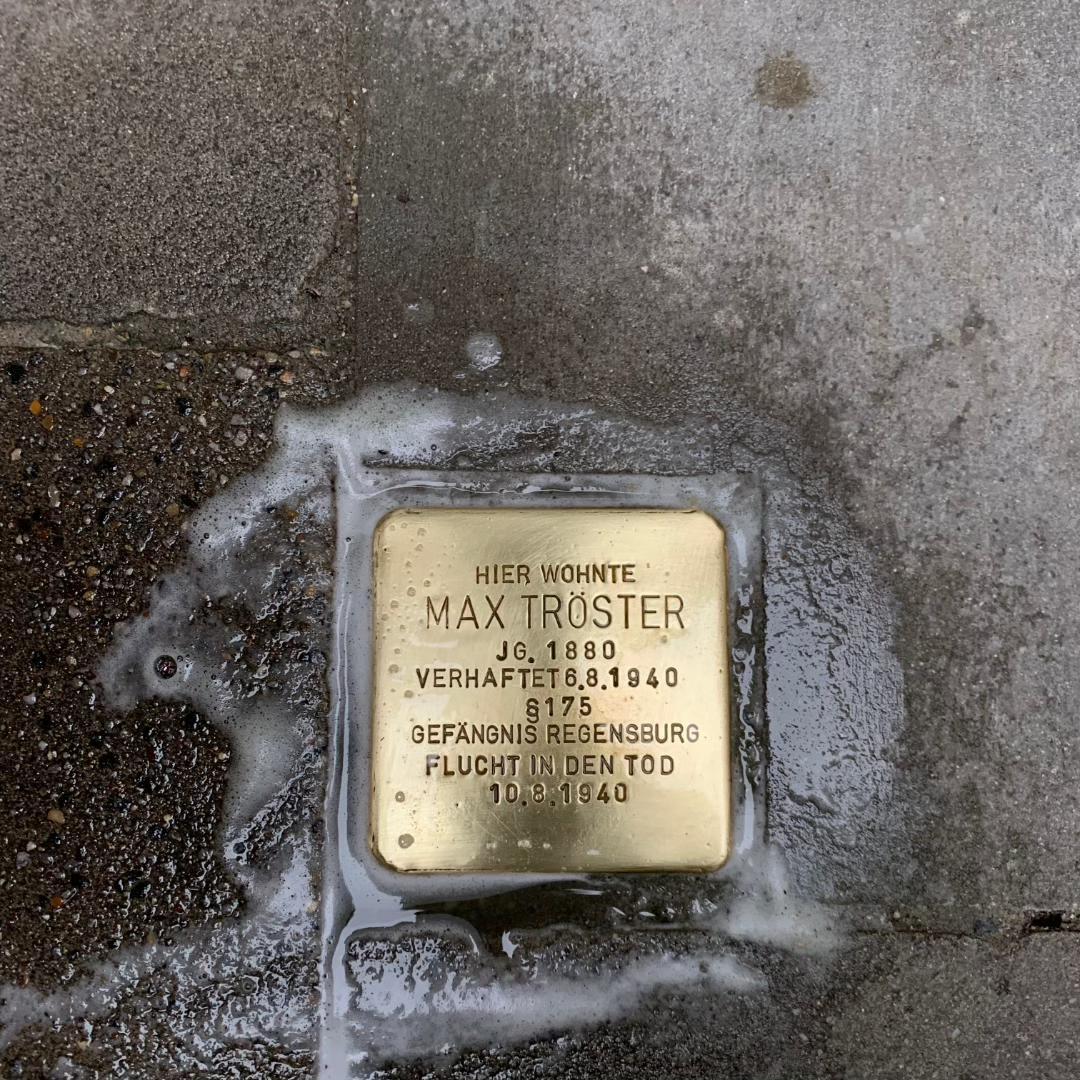 HIER WOHNTE
MAX TRÖSTER
JG. 1880
VERHAFTET 6.8.1940
§175
GEFÄNGNIS REGENSBURG
FLUCHT IN DEN TOD
10.8.1940